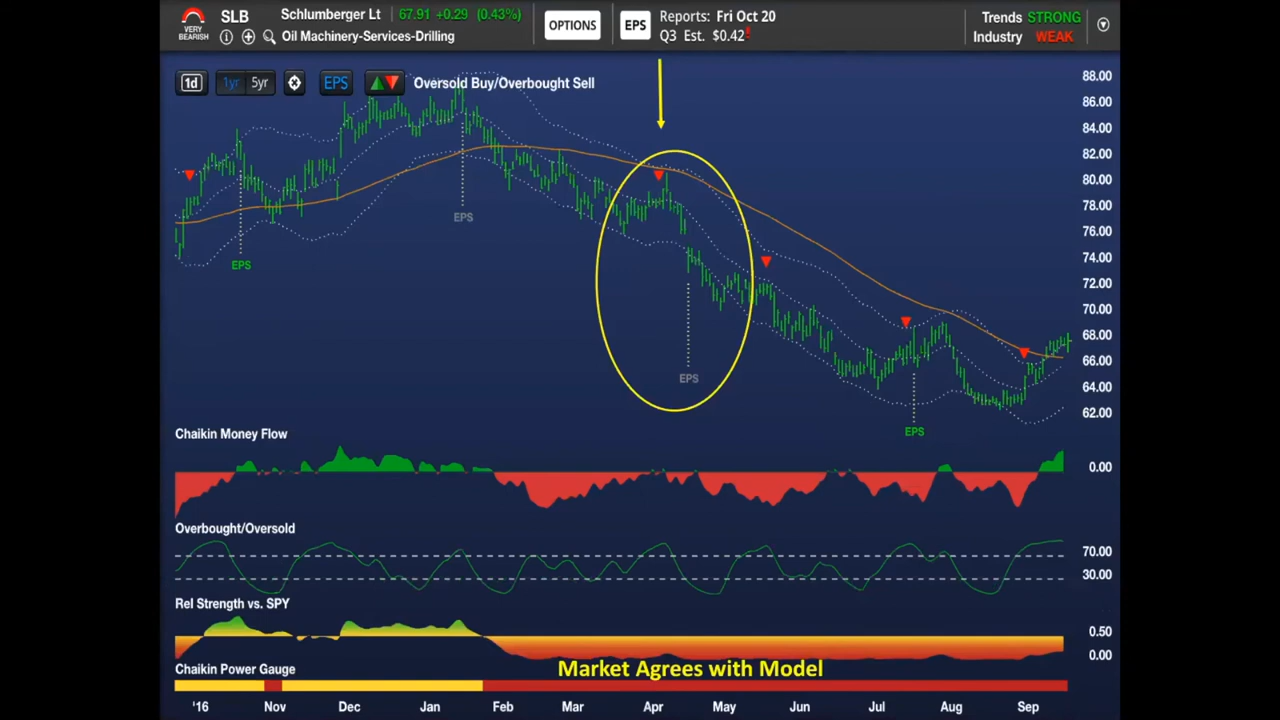 VERY
BEARISH
SLB
Schlumberger Lt 67.91 +0.29 (0.43%)
Oil Machinery-Services-Drilling
OPTIONS
EPS
Reports: Fri Oct 20
Q3 Est. $0.42!
Trends STRONG
Industry WEAK
1d
1yr 5yr
EPS
Oversold Buy/Overbought Sell
88.00
86.00
84.00
82.00
80.00
78.00
76.00
74.00
72.00
70.00
68.00
66.00
64.00
62.00
EPS
EPS
EPS
EPS
Chaikin Money Flow
0.00
Overbought/Oversold
70.00
30.00
Rel Strength vs. SPY
0.50
0.00
Chaikin Power Gauge
Market Agrees with Model
'16 Nov Dec Jan Feb Mar Apr May Jun Jul Aug Sep